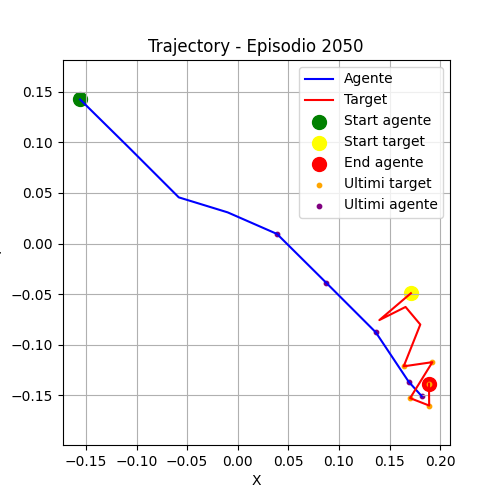 Trajectory - Episodio 2050
Agente
Target
Start agente
Start target
End agente
Ultimi target
Ultimi agente
0.15
0.10
0.05
0.00
−0.05
−0.10
−0.15
−0.15
−0.10
−0.05
0.00
0.05
0.10
0.15
0.20
X